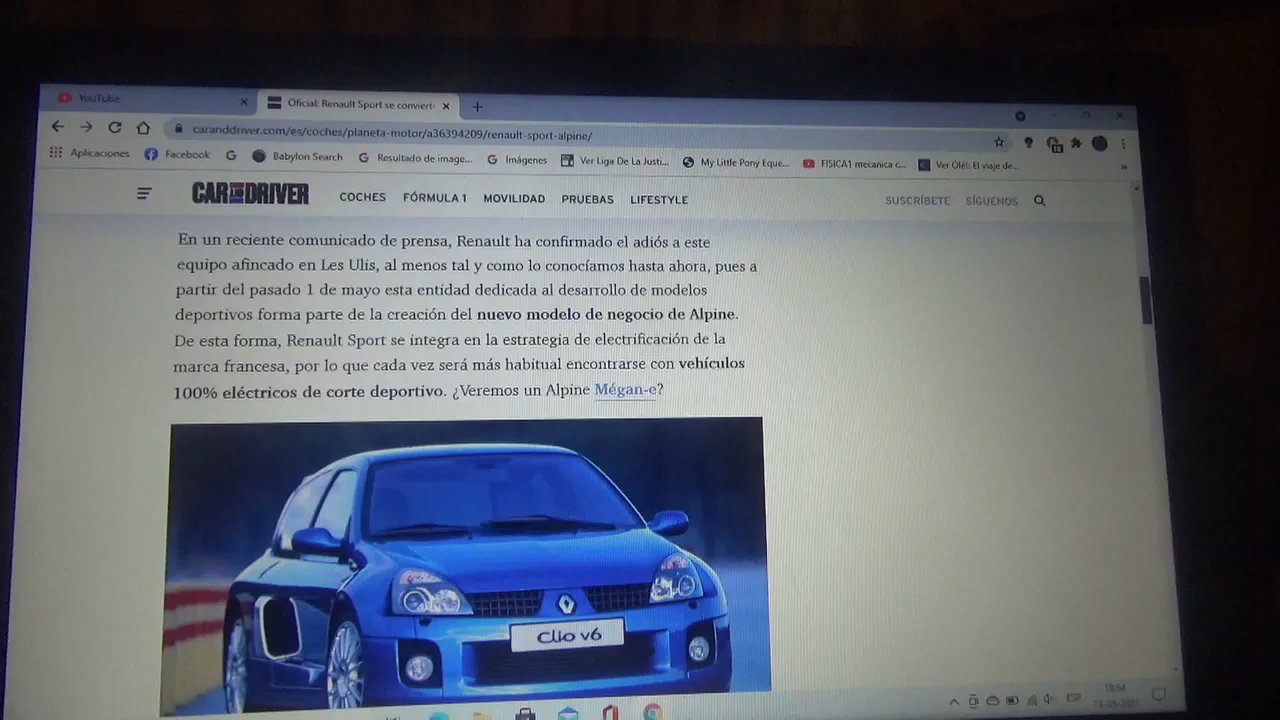 YouTube
Oficial: Renault Sport se conviert
caranddriver.com/es/coches/planeta-motor/a36394209/renault-sport-alpine/
Aplicaciones Facebook Babylon Search Resultado de image... Imágenes Ver Liga De La Justi... My Little Pony Eque... FISICA1 mecanica c... Ver Olé!: El viaje de...
CAR AND DRIVER COCHES FÓRMULA 1 MOVILIDAD PRUEBAS LIFESTYLE SUSCRÍBETE SÍGUENOS
En un reciente comunicado de prensa, Renault ha confirmado el adiós a este
equipo afincado en Les Ulis, al menos tal y como lo conocíamos hasta ahora, pues a
partir del pasado 1 de mayo esta entidad dedicada al desarrollo de modelos
deportivos forma parte de la creación del nuevo modelo de negocio de Alpine.
De esta forma, Renault Sport se integra en la estrategia de electrificación de la
marca francesa, por lo que cada vez será más habitual encontrarse con vehículos
100% eléctricos de corte deportivo. ¿Veremos un Alpine Mégan-e?
Clio v6
18:54